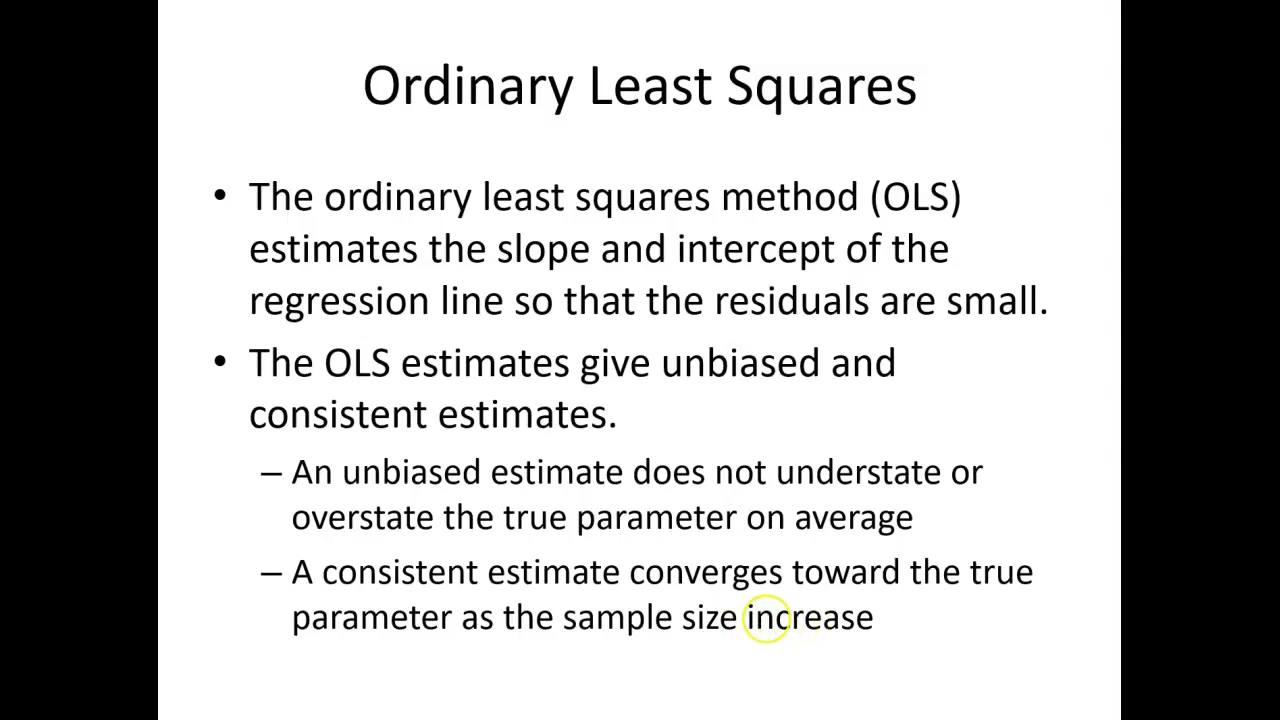 Ordinary Least Squares
• The ordinary least squares method (OLS)
estimates the slope and intercept of the
regression line so that the residuals are small.
• The OLS estimates give unbiased and
consistent estimates.
– An unbiased estimate does not understate or
overstate the true parameter on average
– A consistent estimate converges toward the true
parameter as the sample size increase